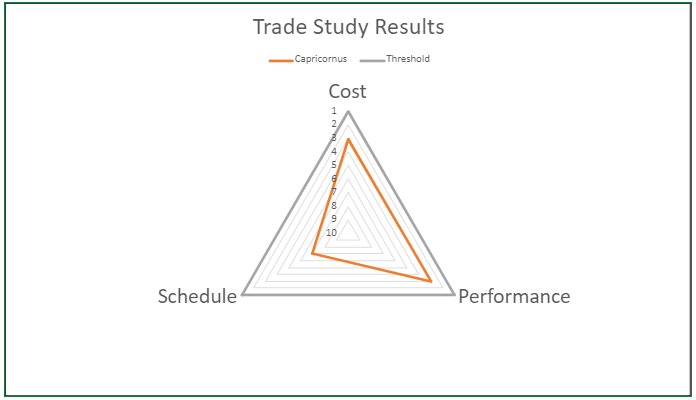 Trade Study Results
Capricornus Threshold
Cost
1
2
3
4
5
6
7
8
9
10
Schedule Performance